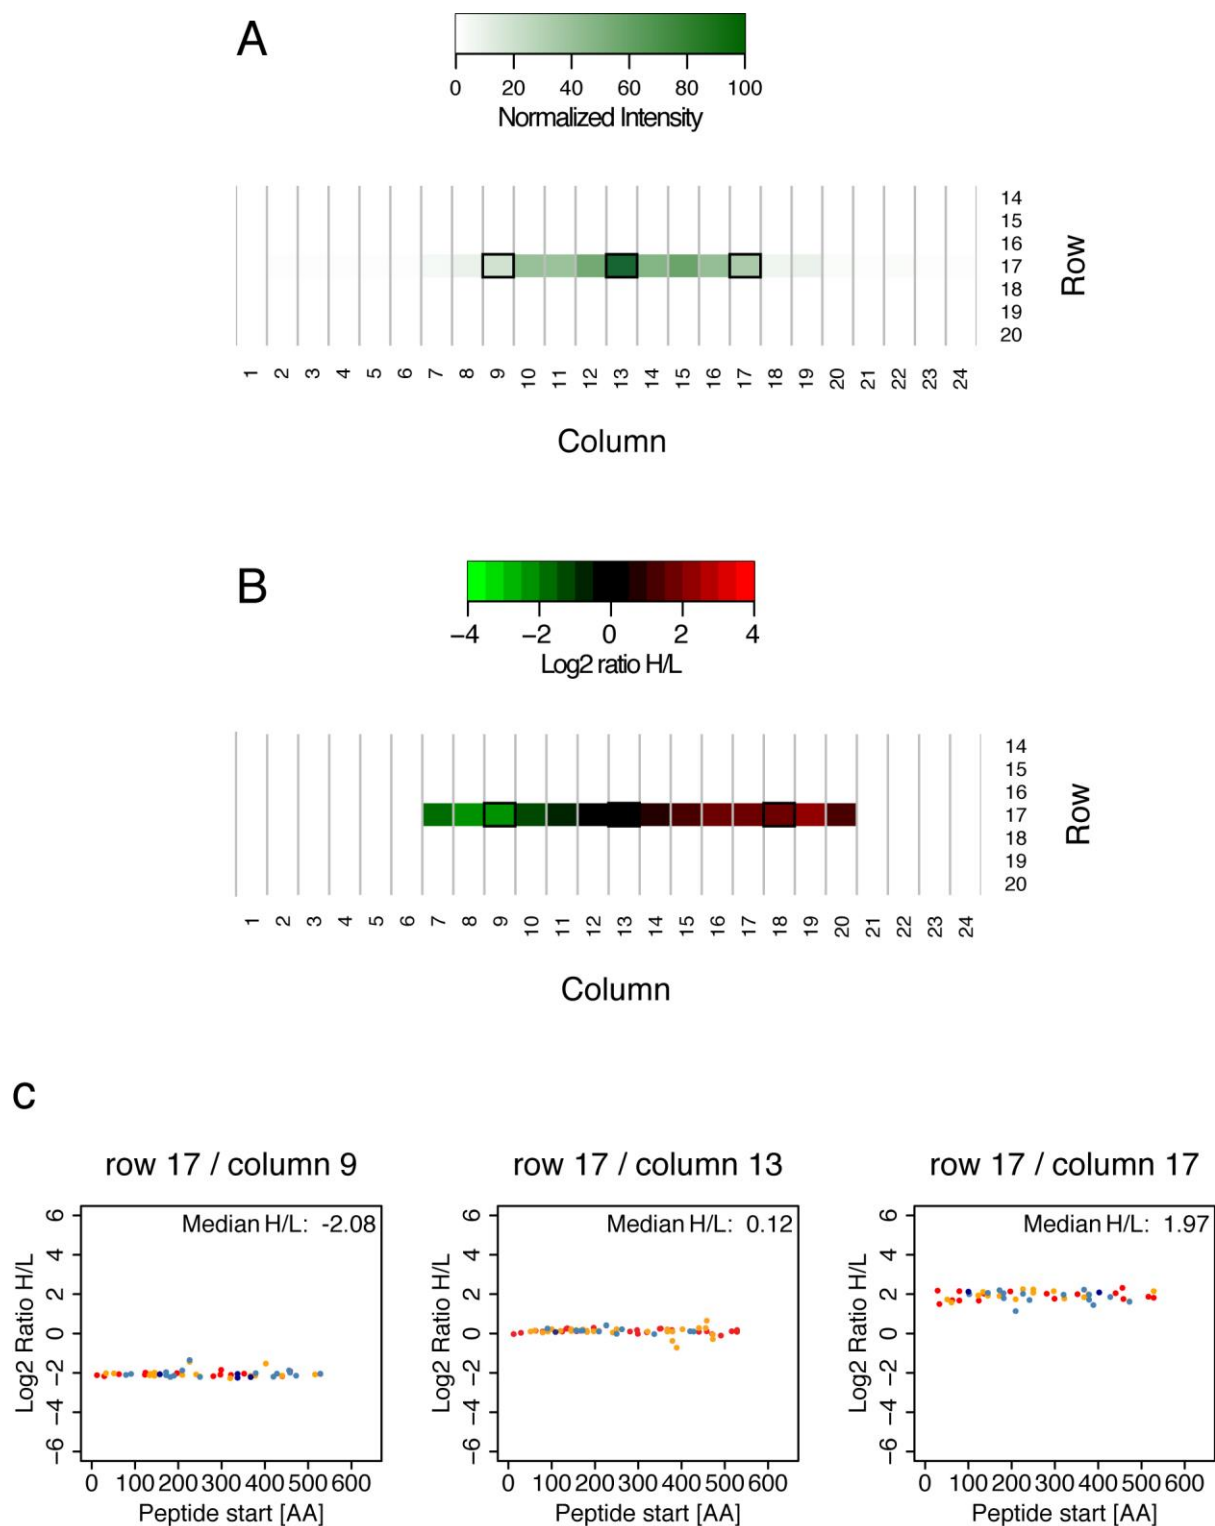 A
0 20 40 60 80 100
Normalized Intensity
14
15
16
17
18
19
20
Row
1 2 3 4 5 6 7 8 9 10 11 12 13 14 15 16 17 18 19 20 21 22 23 24
Column
B
−4 −2 0 2 4
Log2 ratio H/L
14
15
16
17
18
19
20
Row
1 2 3 4 5 6 7 8 9 10 11 12 13 14 15 16 17 18 19 20 21 22 23 24
Column
c
row 17 / column 9
Median H/L: -2.08
Log2 Ratio H/L
6
4
2
0
−2
−4
−6
0 100 200 300 400 500 600
Peptide start [AA]
row 17 / column 13
Median H/L: 0.12
Log2 Ratio H/L
6
4
2
0
−2
−4
−6
0 100 200 300 400 500 600
Peptide start [AA]
row 17 / column 17
Median H/L: 1.97
Log2 Ratio H/L
6
4
2
0
−2
−4
−6
0 100 200 300 400 500 600
Peptide start [AA]